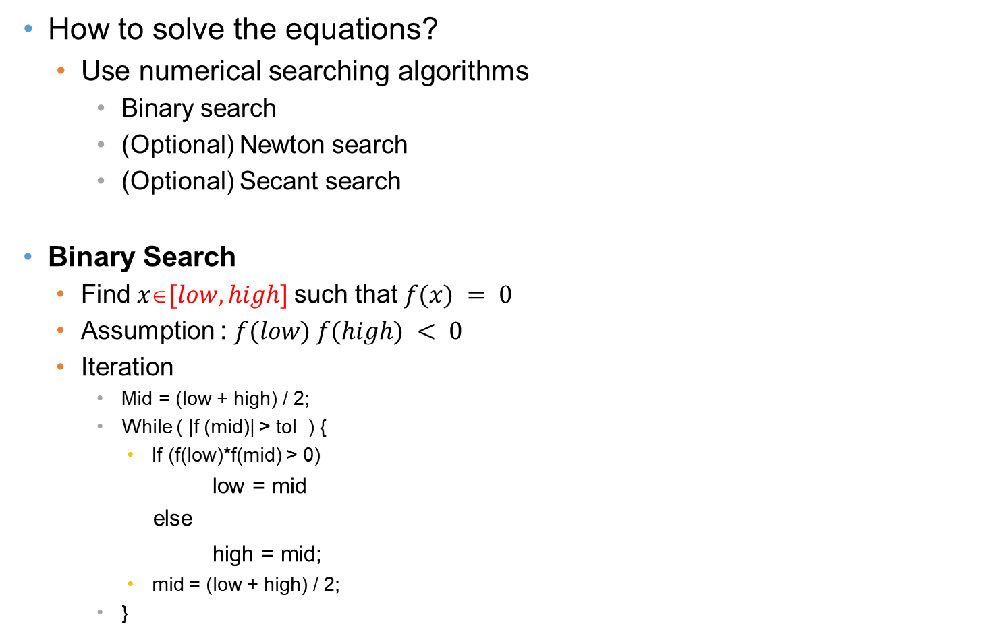 • How to solve the equations?
• Use numerical searching algorithms
• Binary search
• (Optional) Newton search
• (Optional) Secant search
• Binary Search
• Find x∈[low, high] such that f(x) = 0
• Assumption : f(low) f(high) < 0
• Iteration
• Mid = (low + high) / 2;
• While ( |f (mid)| > tol ) {
• If (f(low)*f(mid) > 0)
low = mid
else
high = mid;
• mid = (low + high) / 2;
• }